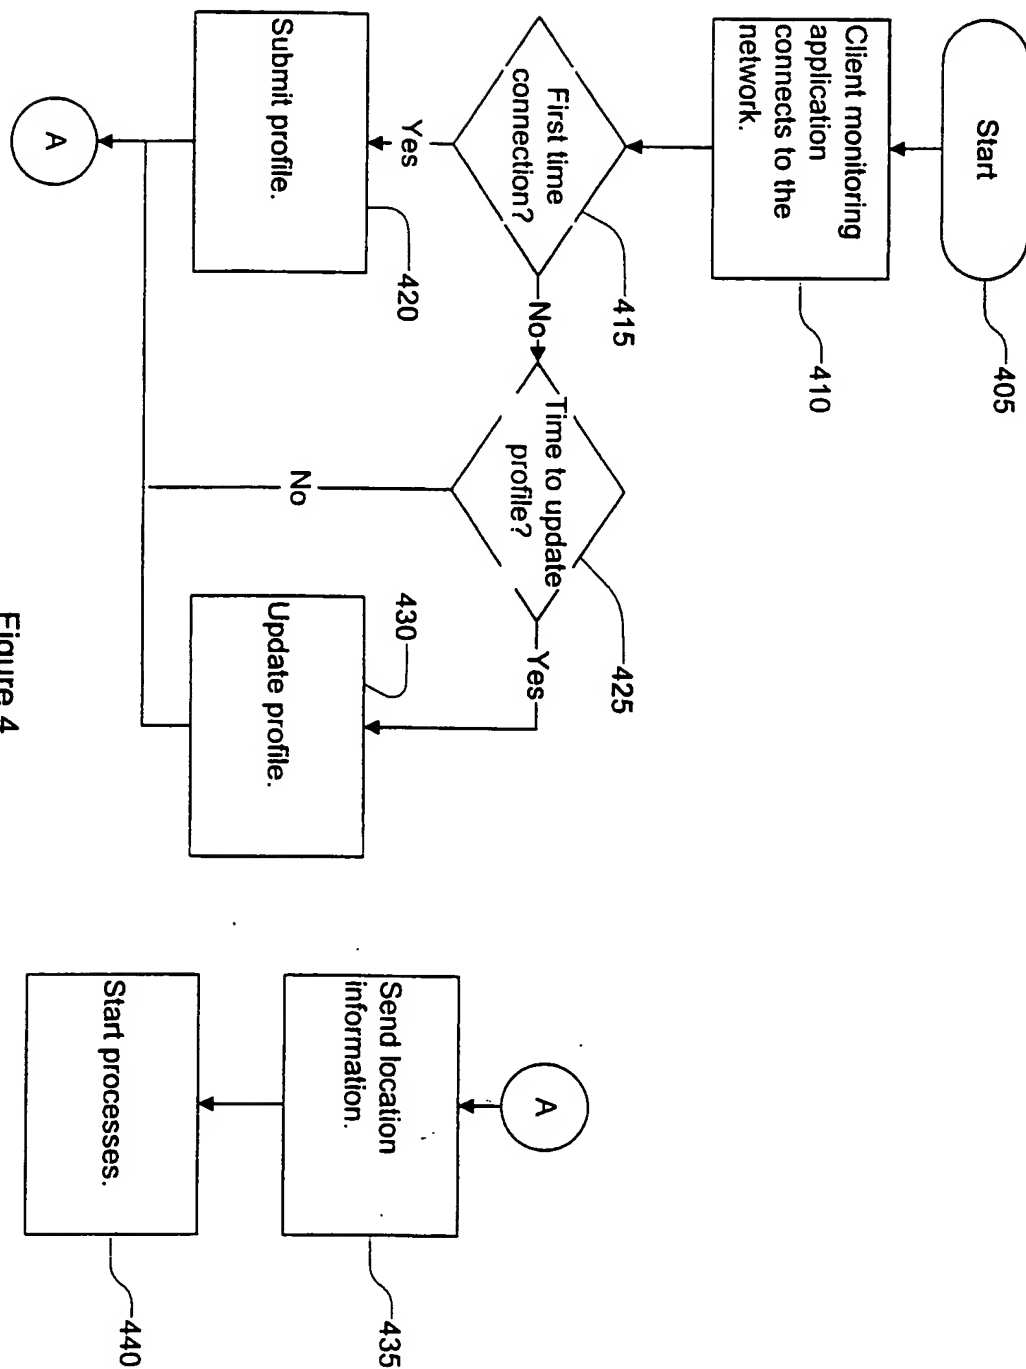 Start
405
Client monitoring
application
connects to the
network.
410
First time
connection?
415
Yes
No
Submit profile.
420
Time to update
profile?
425
No
Yes
430
Update profile.
A
A
Send location
information.
435
Start processes.
440
Figure 4